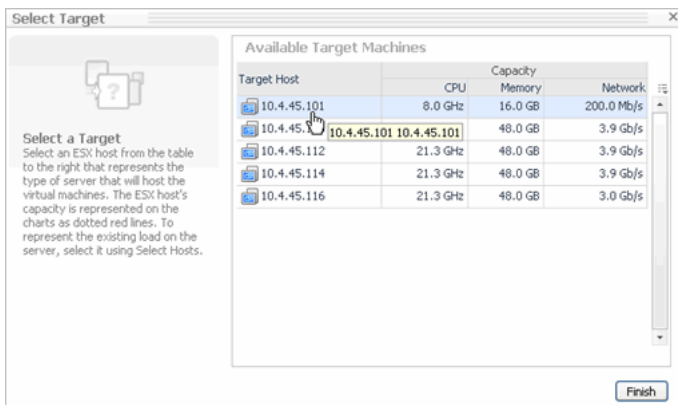 Select Target
Select a Target
Select an ESX host from the table
to the right that represents the
type of server that will host the
virtual machines. The ESX host's
capacity is represented on the
charts as dotted red lines. To
represent the existing load on the
server, select it using Select Hosts.
Available Target Machines
Target Host Capacity
CPU Memory Network
10.4.45.101 8.0 GHz 16.0 GB 200.0 Mb/s
10.4.45. 48.0 GB 3.9 Gb/s
10.4.45.101 10.4.45.101
10.4.45.112 21.3 GHz 48.0 GB 3.9 Gb/s
10.4.45.114 21.3 GHz 48.0 GB 3.9 Gb/s
10.4.45.116 21.3 GHz 48.0 GB 3.0 Gb/s
Finish